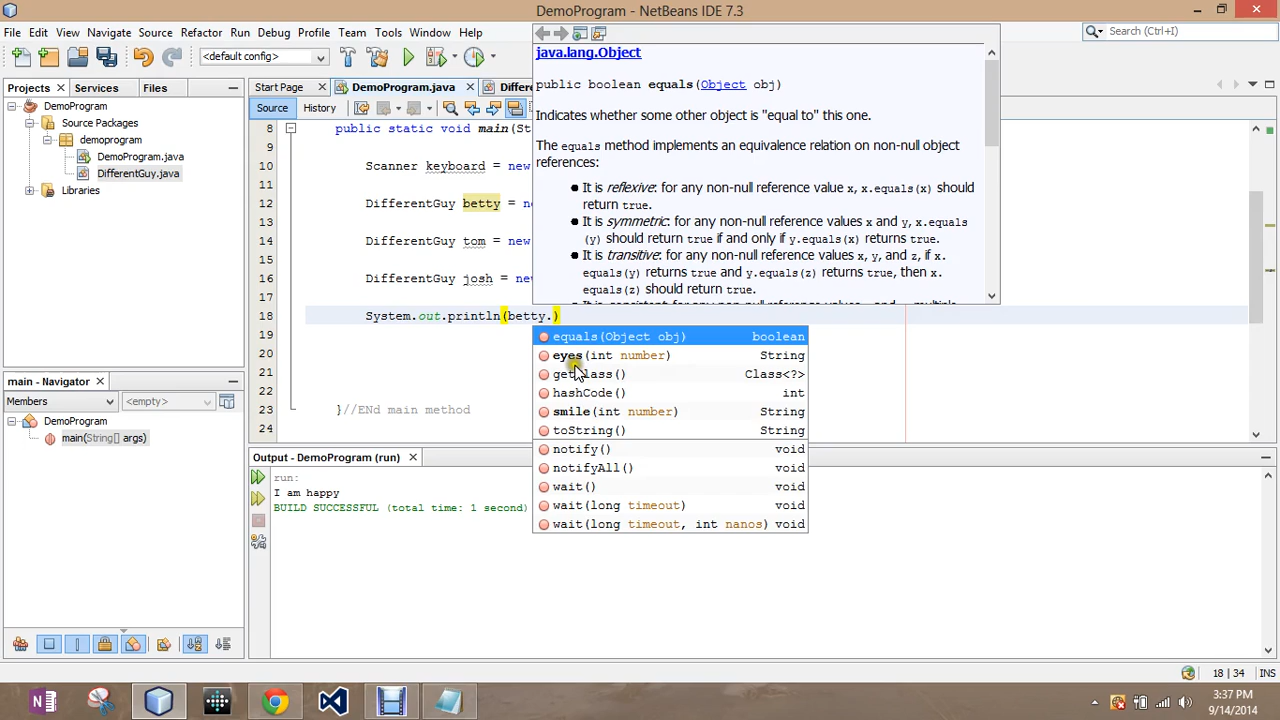 DemoProgram - NetBeans IDE 7.3
File Edit View Navigate Source Refactor Run Debug Profile Team Tools Window Help
Search (Ctrl+I)
<default config>
Projects Files Services
Start Page DemoProgram.java Differe
Source History
DemoProgram
Source Packages
demoprogram
DemoProgram.java
DifferentGuy.java
Libraries
8 public static void main(St
9
10 Scanner keyboard = new
11
12 DifferentGuy betty = ne
13
14 DifferentGuy tom = new
15
16 DifferentGuy josh = ne
17
18 System.out.println(betty.)
19
20
21
22
23 }//ENd main method
24
java.lang.Object
public boolean equals(Object obj)
Indicates whether some other object is "equal to" this one.
The equals method implements an equivalence relation on non-null object
references:
It is reflexive: for any non-null reference value x, x.equals(x) should
return true.
It is symmetric: for any non-null reference values x and y, x.equals
(y) should return true if and only if y.equals(x) returns true.
It is transitive: for any non-null reference values x, y, and z, if x.
equals(y) returns true and y.equals(z) returns true, then x.
equals(z) should return true.
equals(Object obj) boolean
eyes(int number) String
getClass() Class<?>
hashCode() int
smile(int number) String
toString() String
notify() void
notifyAll() void
wait() void
wait(long timeout) void
wait(long timeout, int nanos) void
main - Navigator
Members <empty>
DemoProgram
main(String[] args)
Output - DemoProgram (run)
run:
I am happy
BUILD SUCCESSFUL (total time: 1 second)
18 | 34 INS
3:37 PM
9/14/2014